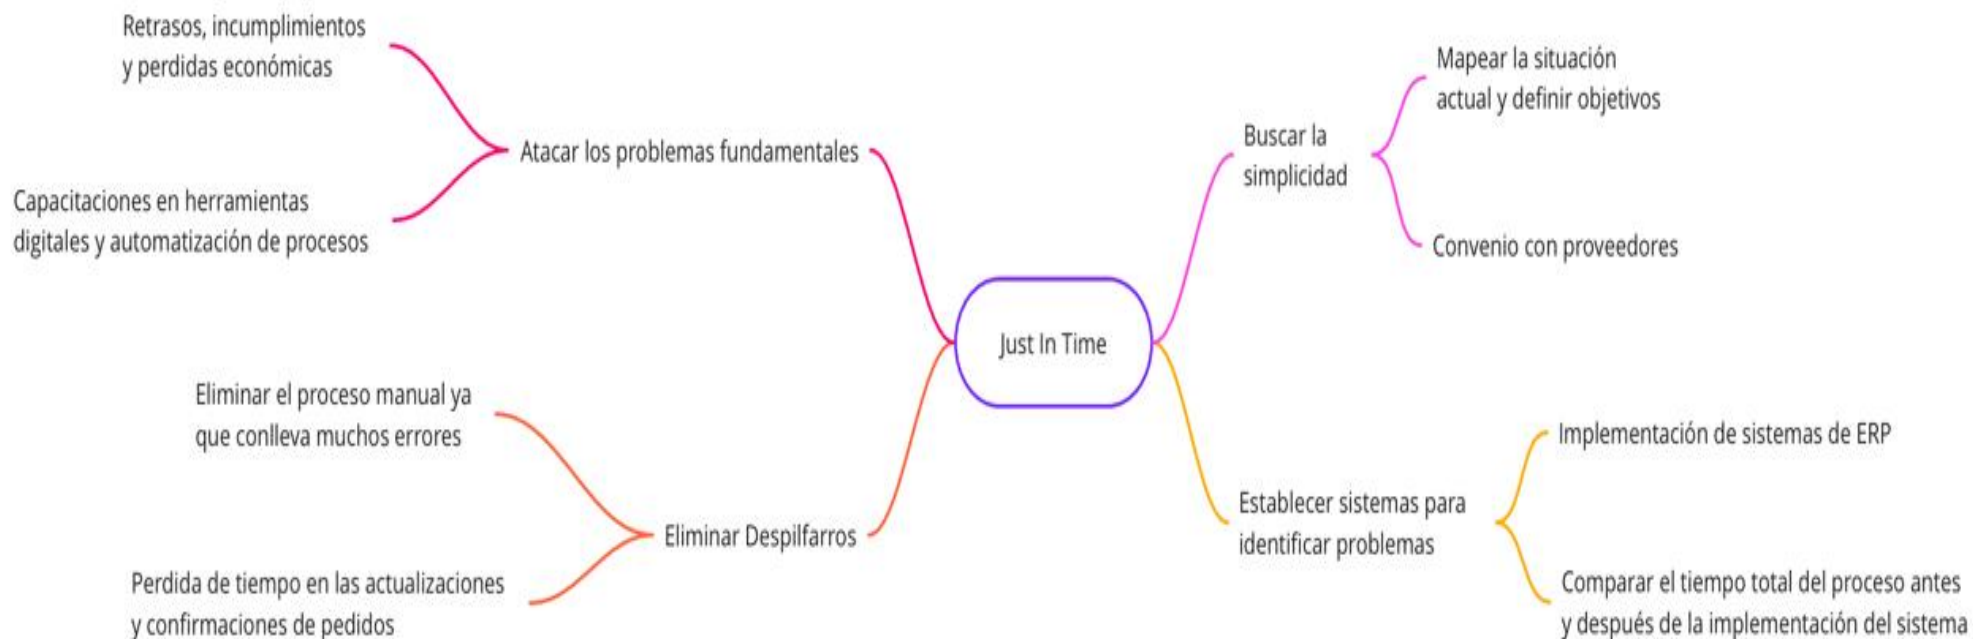 Retrasos, incumplimientos
y perdidas económicas
Atacar los problemas fundamentales
Capacitaciones en herramientas
digitales y automatización de procesos
Eliminar el proceso manual ya
que conlleva muchos errores
Eliminar Despilfarros
Perdida de tiempo en las actualizaciones
y confirmaciones de pedidos
Just In Time
Mapear la situación
actual y definir objetivos
Buscar la
simplicidad
Convenio con proveedores
Implementación de sistemas de ERP
Establecer sistemas para
identificar problemas
Comparar el tiempo total del proceso antes
y después de la implementación del sistema